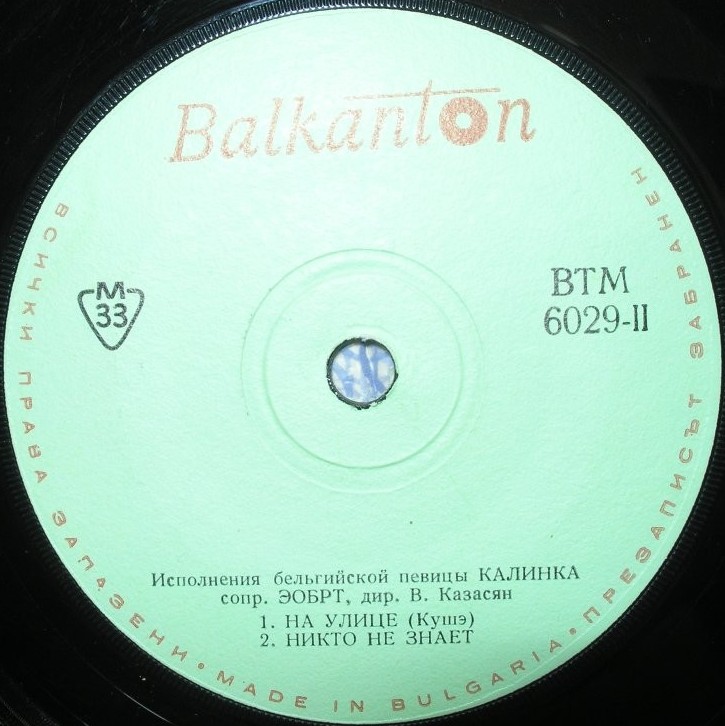 Balkanton
М
33
ВТМ
6029-II
Исполнения бельгийской певицы КАЛИНКА
сопр. ЭОБРТ, дир. В. Казасян
1. НА УЛИЦЕ (Кушэ)
2. НИКТО НЕ ЗНАЕТ
ВСИЧКИ ПРАВА ЗАПАЗЕНИ • MADE IN BULGARIA • ПРЕЗАПИСЪТ ЗАБРАНЕН